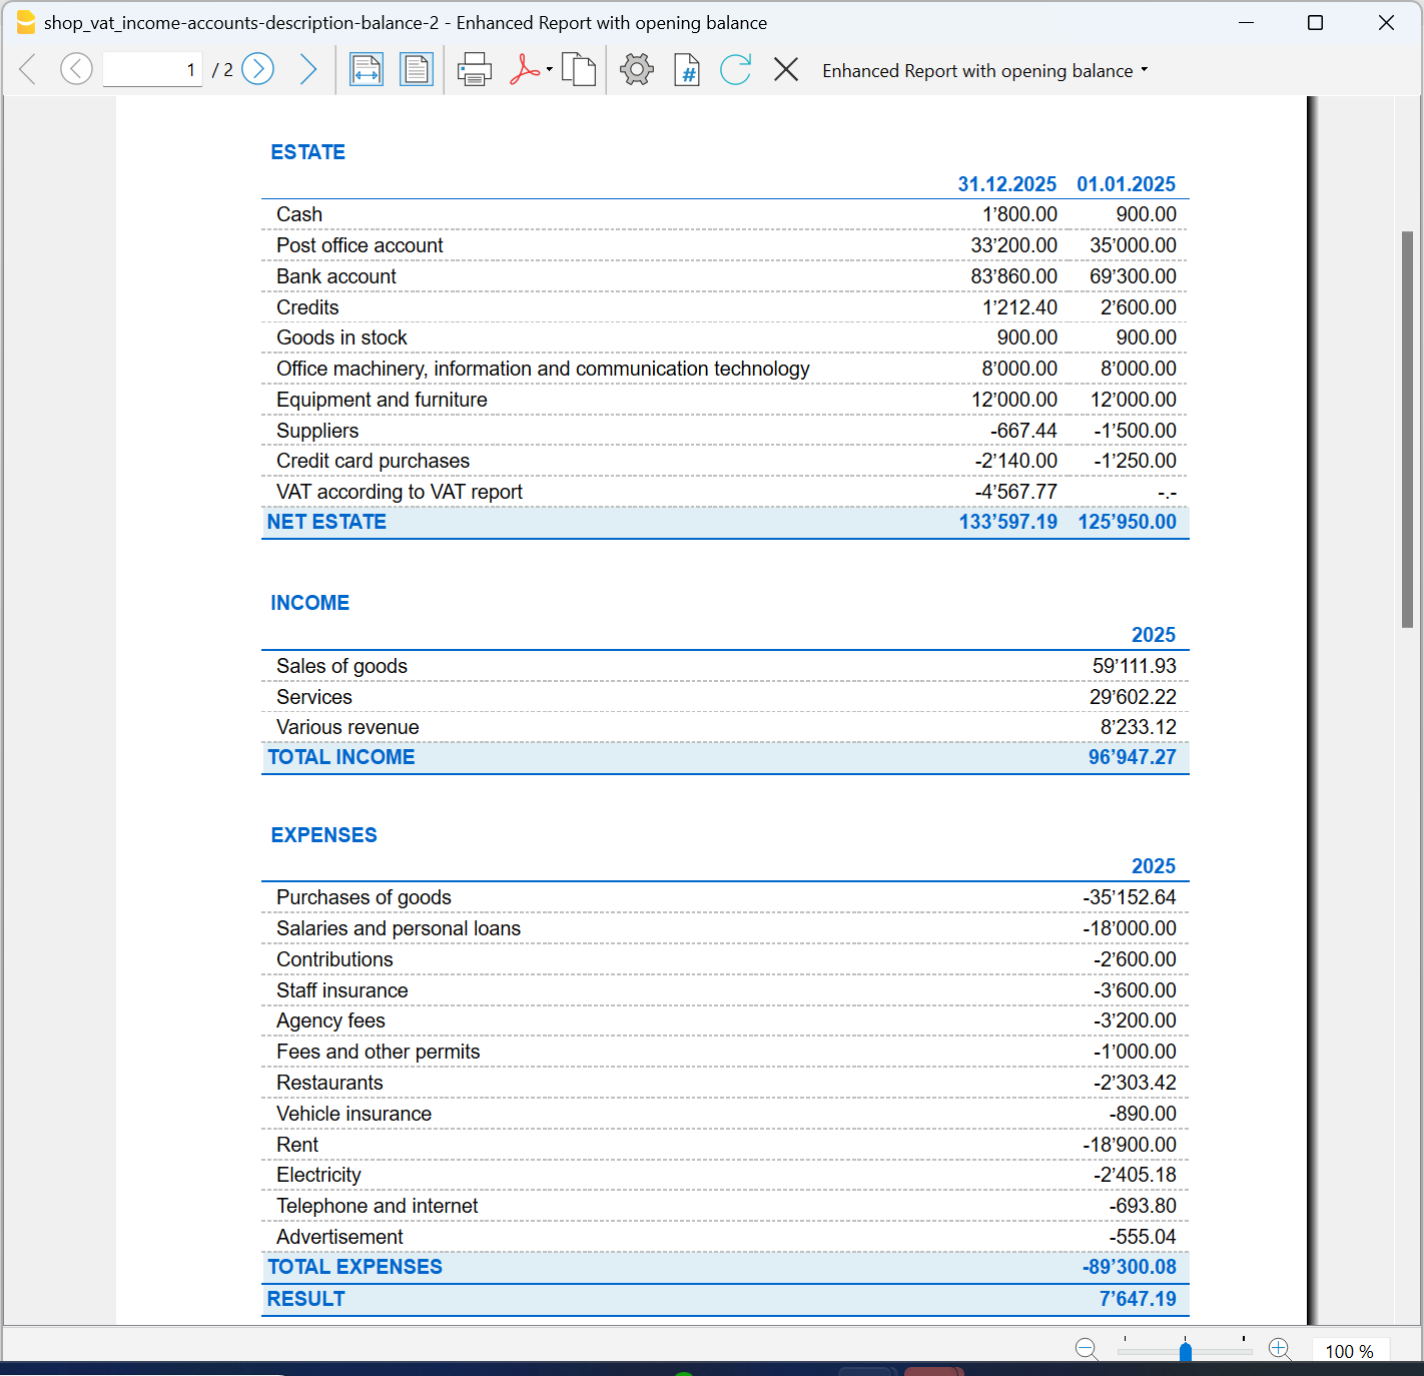 shop_vat_income-accounts-description-balance-2 - Enhanced Report with opening balance
1 / 2 # Enhanced Report with opening balance
ESTATE
31.12.2025 01.01.2025
Cash 1’800.00 900.00
Post office account 33’200.00 35’000.00
Bank account 83’860.00 69’300.00
Credits 1’212.40 2’600.00
Goods in stock 900.00 900.00
Office machinery, information and communication technology 8’000.00 8’000.00
Equipment and furniture 12’000.00 12’000.00
Suppliers -667.44 -1’500.00
Credit card purchases -2’140.00 -1’250.00
VAT according to VAT report -4’567.77 -.-
NET ESTATE 133’597.19 125’950.00
INCOME
2025
Sales of goods 59’111.93
Services 29’602.22
Various revenue 8’233.12
TOTAL INCOME 96’947.27
EXPENSES
2025
Purchases of goods -35’152.64
Salaries and personal loans -18’000.00
Contributions -2’600.00
Staff insurance -3’600.00
Agency fees -3’200.00
Fees and other permits -1’000.00
Restaurants -2’303.42
Vehicle insurance -890.00
Rent -18’900.00
Electricity -2’405.18
Telephone and internet -693.80
Advertisement -555.04
TOTAL EXPENSES -89’300.08
RESULT 7’647.19
100 %